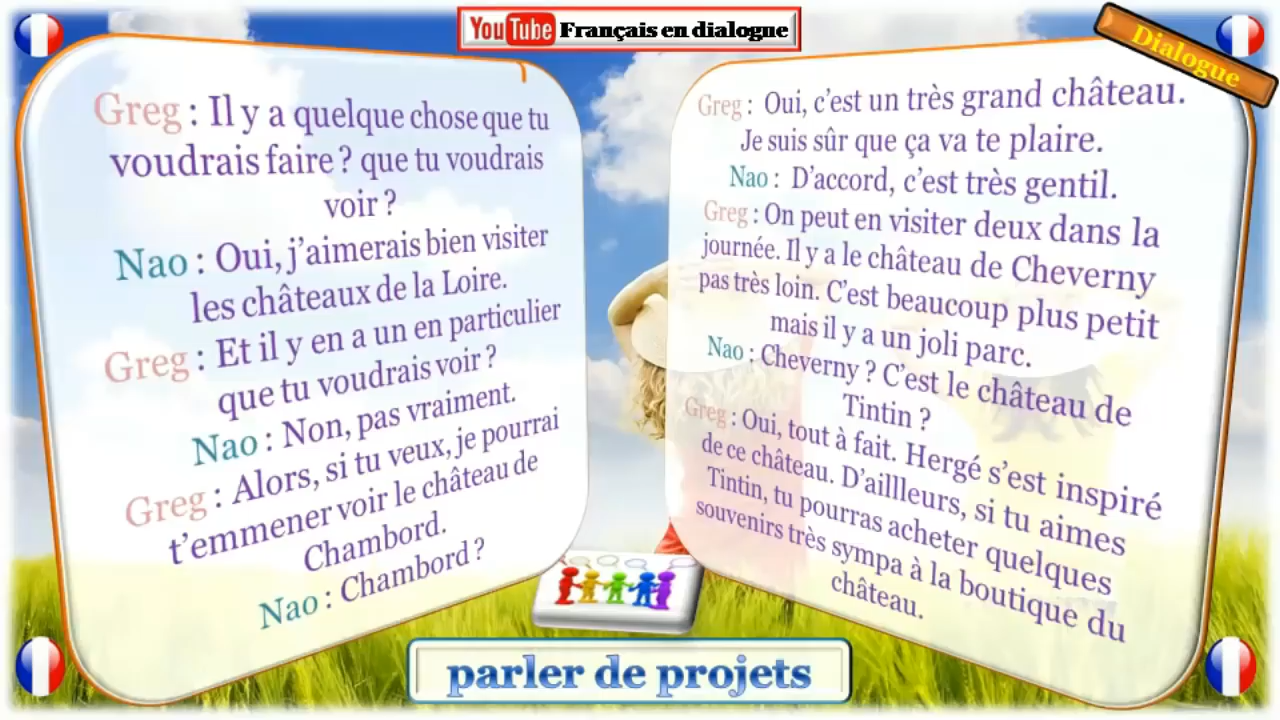 YouTube Français en dialogue
Dialogue
Greg : Il y a quelque chose que tu
voudrais faire ? que tu voudrais
voir ?
Nao : Oui, j’aimerais bien visiter
les châteaux de la Loire.
Greg : Et il y en a un en particulier
que tu voudrais voir ?
Nao : Non, pas vraiment.
Greg : Alors, si tu veux, je pourrai
t’emmener voir le château de
Chambord.
Nao : Chambord ?
Greg : Oui, c’est un très grand château.
Je suis sûr que ça va te plaire.
Nao : D’accord, c’est très gentil.
Greg : On peut en visiter deux dans la
journée. Il y a le château de Cheverny
pas très loin. C’est beaucoup plus petit
mais il y a un joli parc.
Nao : Cheverny ? C’est le château de
Tintin ?
Greg : Oui, tout à fait. Hergé s’est inspiré
de ce château. D’aillleurs, si tu aimes
Tintin, tu pourras acheter quelques
souvenirs très sympa à la boutique du
château.
parler de projets